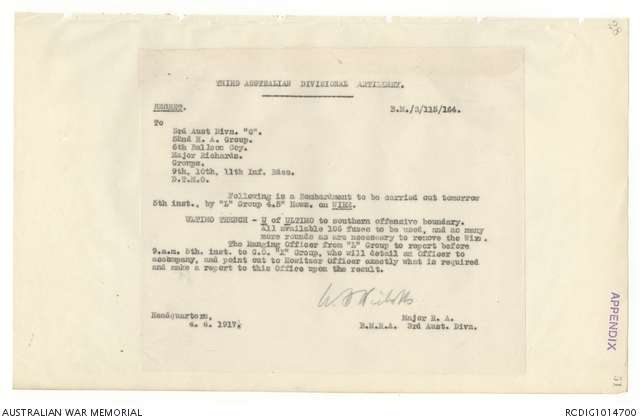 28
THIRD AUSTRALIAN DIVISIONAL ARTILLERY.
SECRET.
B.M./S/115/164.
To
3rd Aust Divn. "G".
52nd H. A. Group.
6th Balloon Coy.
Major Richards.
Groups.
9th, 10th, 11th Inf. Bdes.
D.T.M.O.
Following is a Bombardment to be carried out tomorrow
5th inst., by "L" Group 4.5" Hows. on WIRE.
ULTIMO TRENCH - U of ULTIMO to southern offensive boundary.
All available 106 fuses to be used, and as many
more rounds as are necessary to remove the Wire.
The Ranging Officer from "L" Group to report before
9.a.m. 5th. inst. to C.O. Group, who will detail an Officer to
accompany, and point out to Howitzer Officer exactly what is required
and make a report to this Office upon the result.
Headquarters.
Major R. A.
4. 6. 1917.
B.M.R.A. 3rd Aust. Divn.
APPENDIX
51
AUSTRALIAN WAR MEMORIAL
RCDIG1014700